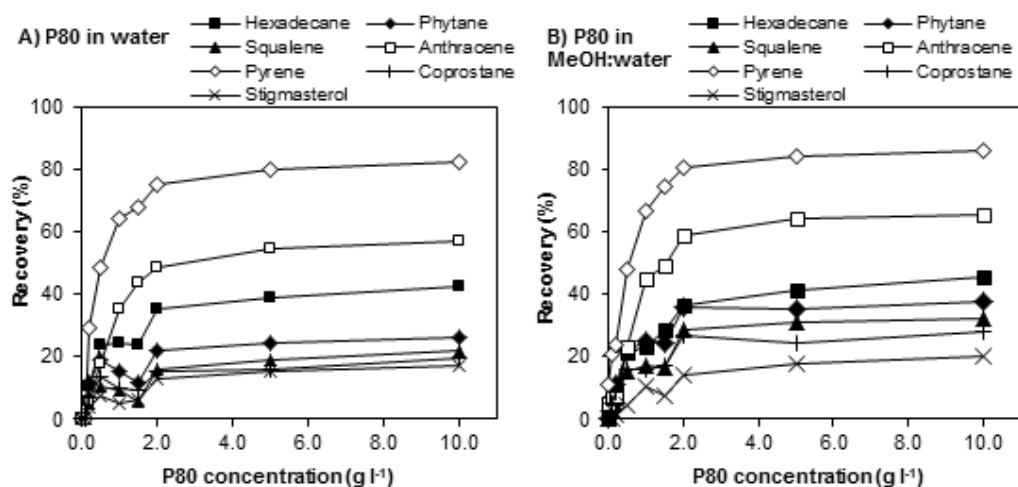 A) P80 in water
Hexadecane Phytane
Squalene Anthracene
Pyrene Coprostane
Stigmasterol
100
80
60
40
20
0
Recovery (%)
0.0 2.0 4.0 6.0 8.0 10.0
P80 concentration (g l-1)
B) P80 in
MeOH:water
Hexadecane Phytane
Squalene Anthracene
Pyrene Coprostane
Stigmasterol
100
80
60
40
20
0
Recovery (%)
0.0 2.0 4.0 6.0 8.0 10.0
P80 concentration (g l-1)